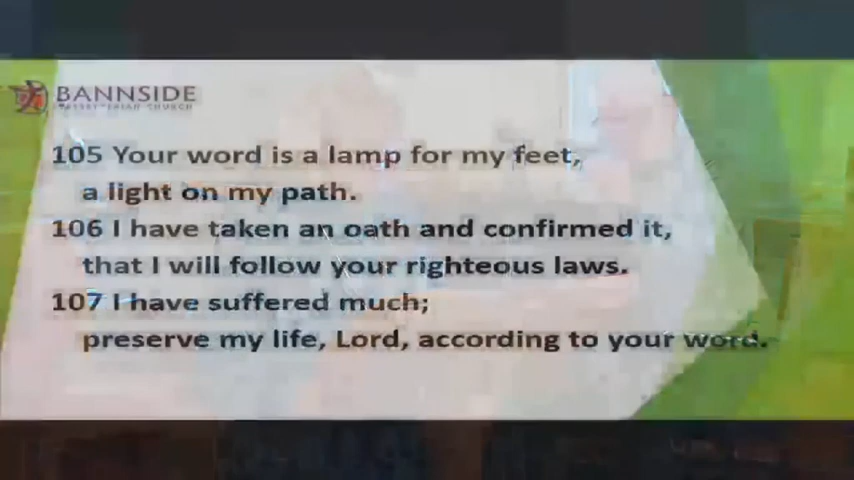 BANNSIDE
PRESBYTERIAN CHURCH
105 Your word is a lamp for my feet,
a light on my path.
106 I have taken an oath and confirmed it,
that I will follow your righteous laws.
107 I have suffered much;
preserve my life, Lord, according to your word.